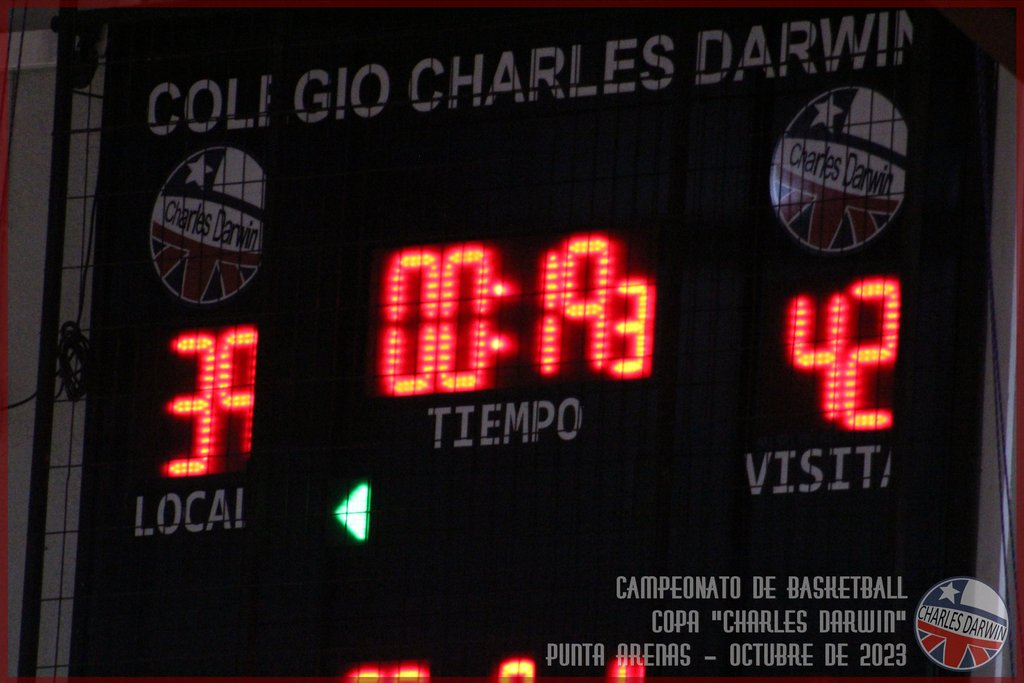 COLEGIO CHARLES DARWIN
Charles Darwin
Charles Darwin
00:19
39
42
TIEMPO
LOCAL
VISITA
CAMPEONATO DE BASKETBALL
COPA "CHARLES DARWIN"
PUNTA ARENAS - OCTUBRE DE 2023
CHARLES DARWIN